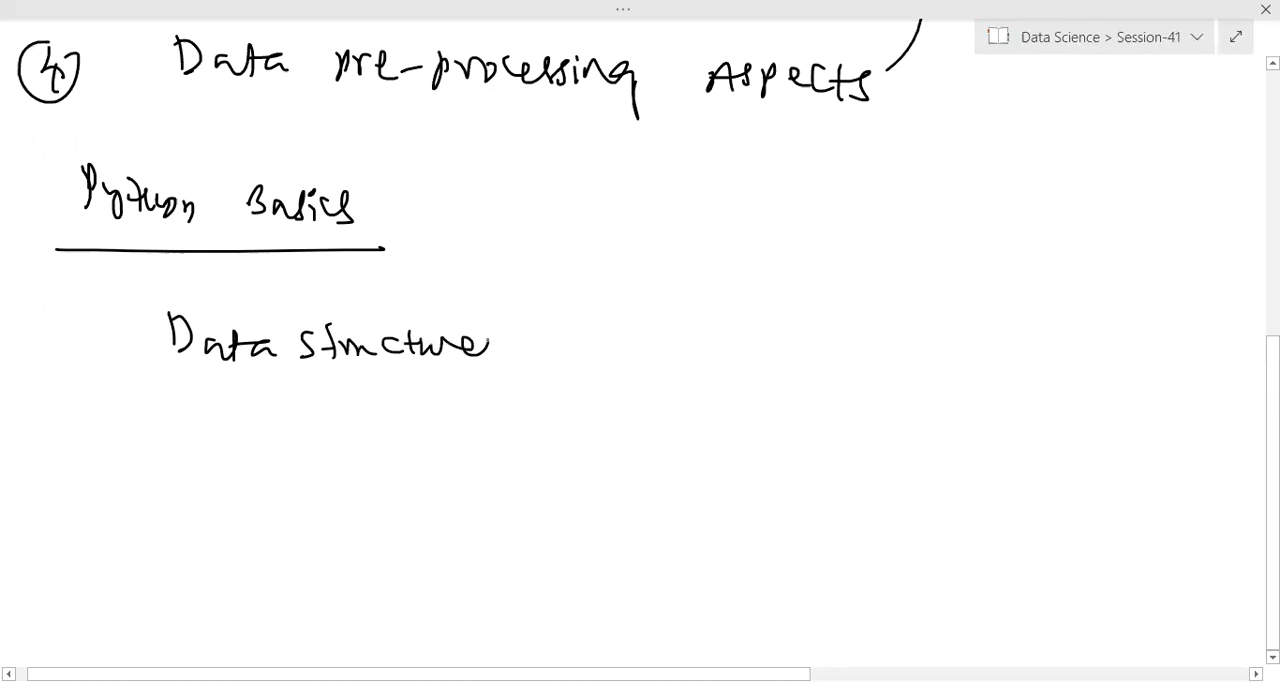 Data Science > Session-41
4 Data pre-processing Aspects
Python Basics
Data structure